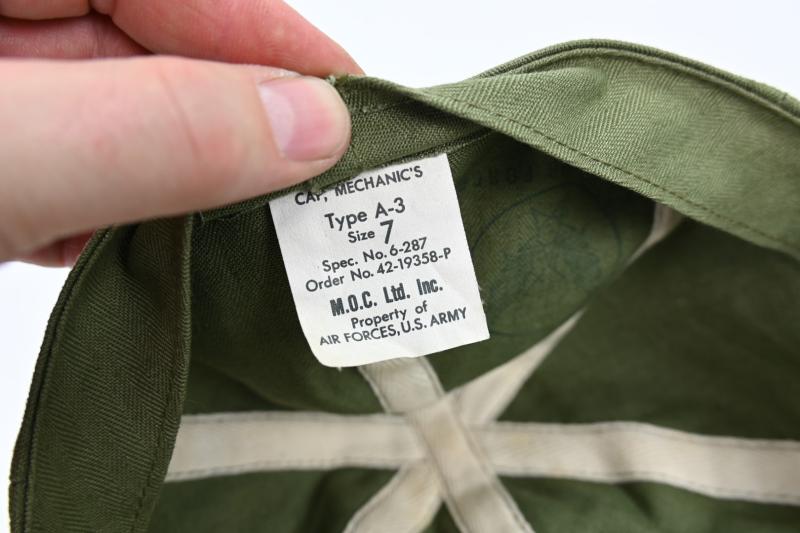 CAP, MECHANIC'S
Type A-3
Size 7
Spec. No. 6-287
Order No. 42-19358-P
M.O.C. Ltd. Inc.
Property of
AIR FORCES, U.S. ARMY